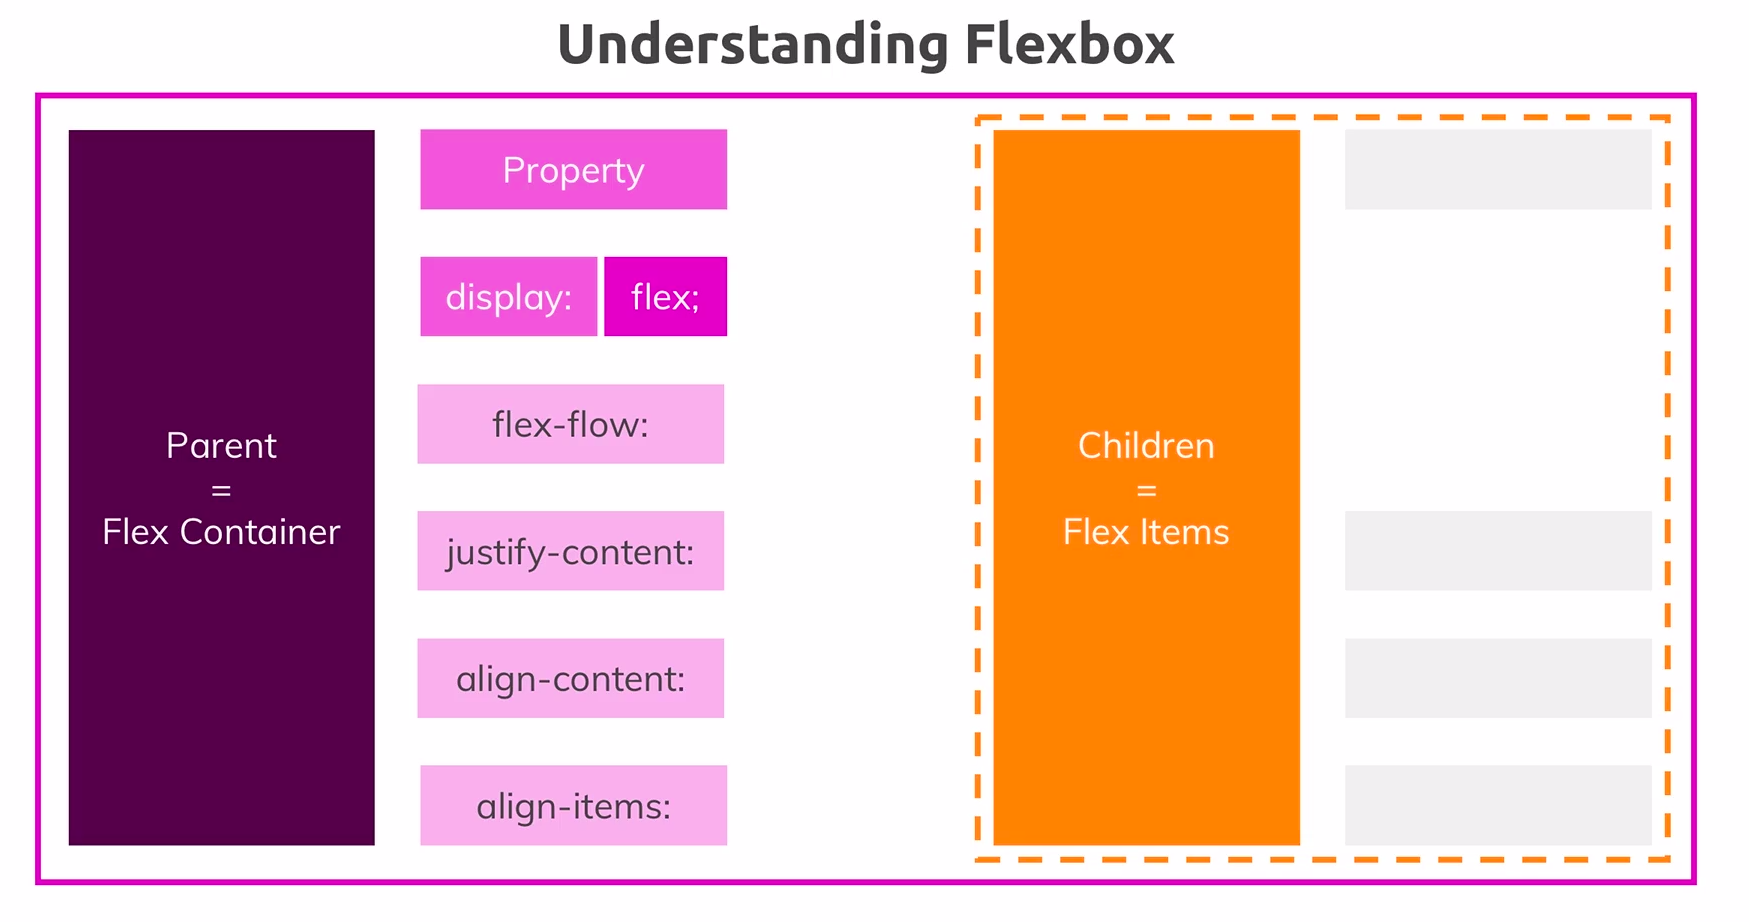 Understanding Flexbox
Parent
=
Flex Container
Property
display: flex;
flex-flow:
justify-content:
align-content:
align-items:
Children
=
Flex Items